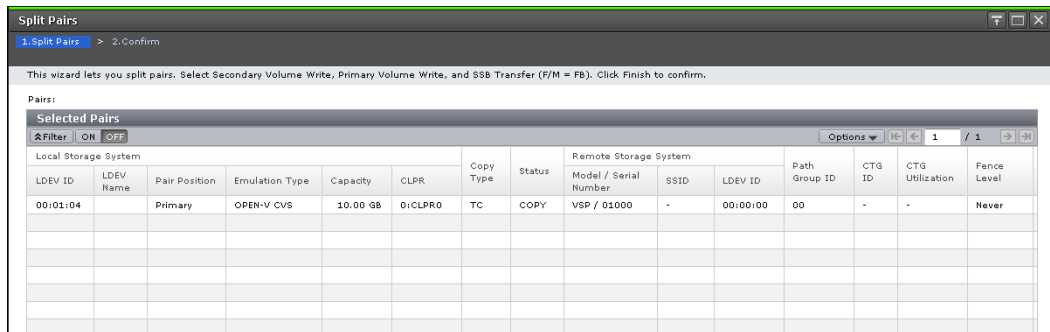 Split Pairs
1.Split Pairs > 2.Confirm
This wizard lets you split pairs. Select Secondary Volume Write, Primary Volume Write, and SSB Transfer (F/M = FB). Click Finish to confirm.
Pairs:
Selected Pairs
Filter ON OFF Options 1 / 1
Local Storage System Copy Type Status Remote Storage System Path Group ID CTG ID CTG Utilization Fence Level
LDEV ID LDEV Name Pair Position Emulation Type Capacity CLPR Model / Serial Number SSID LDEV ID
00:01:04 Primary OPEN-V CVS 10.00 GB 0:CLPR0 TC COPY VSP / 01000 - 00:00:00 00 - - Never